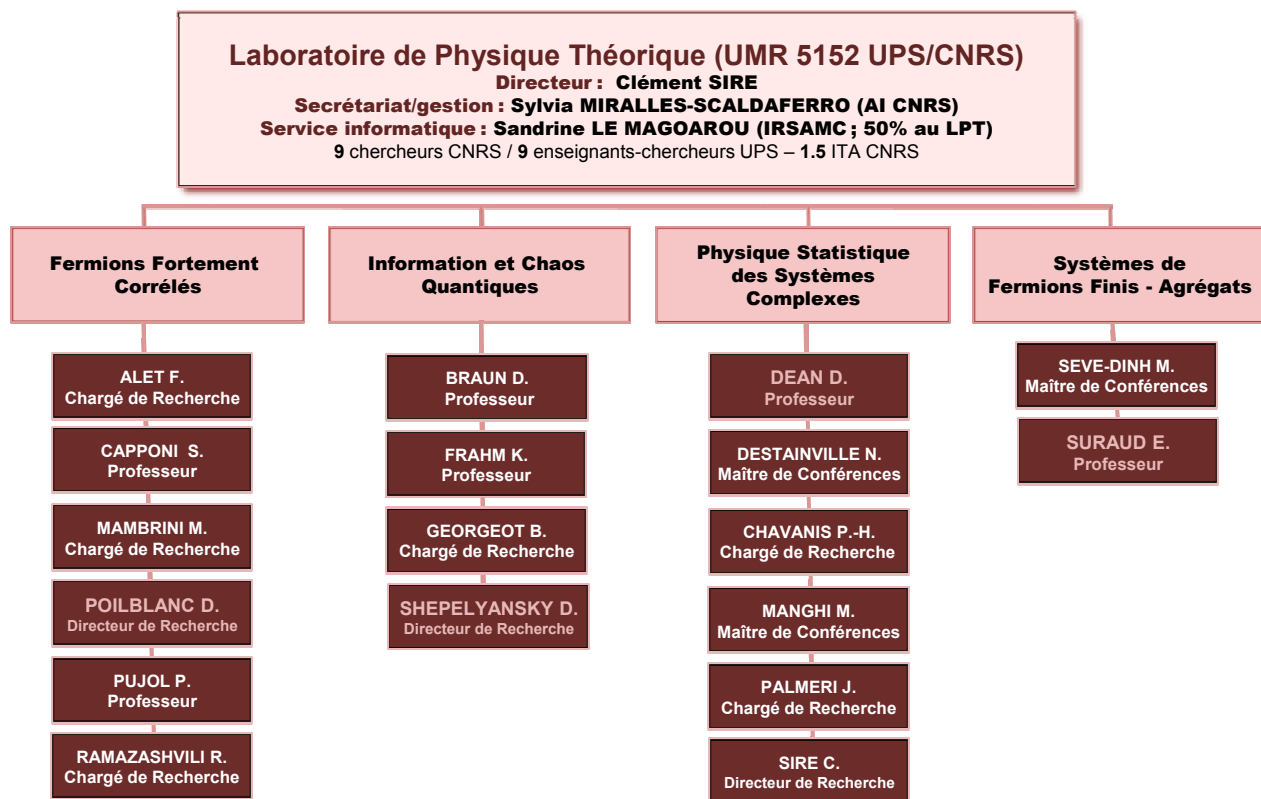 Laboratoire de Physique Théorique (UMR 5152 UPS/CNRS)
Directeur : Clément SIRE
Secrétariat/gestion : Sylvia MIRALLES-SCALDAFERRO (AI CNRS)
Service informatique : Sandrine LE MAGOAROU (IRSAMC ; 50% au LPT)
9 chercheurs CNRS / 9 enseignants-chercheurs UPS – 1.5 ITA CNRS
Fermions Fortement
Corrélés
ALET F.
Chargé de Recherche
CAPPONI S.
Professeur
MAMBRINI M.
Chargé de Recherche
POILBLANC D.
Directeur de Recherche
PUJOL P.
Professeur
RAMAZASHVILI R.
Chargé de Recherche
Information et Chaos
Quantiques
BRAUN D.
Professeur
FRAHM K.
Professeur
GEORGEOT B.
Chargé de Recherche
SHEPELYANSKY D.
Directeur de Recherche
Physique Statistique
des Systèmes
Complexes
DEAN D.
Professeur
DESTAINVILLE N.
Maître de Conférences
CHAVANIS P.-H.
Chargé de Recherche
MANGHI M.
Maître de Conférences
PALMERI J.
Chargé de Recherche
SIRE C.
Directeur de Recherche
Systèmes de
Fermions Finis - Agrégats
SEVE-DINH M.
Maître de Conférences
SURAUD E.
Professeur